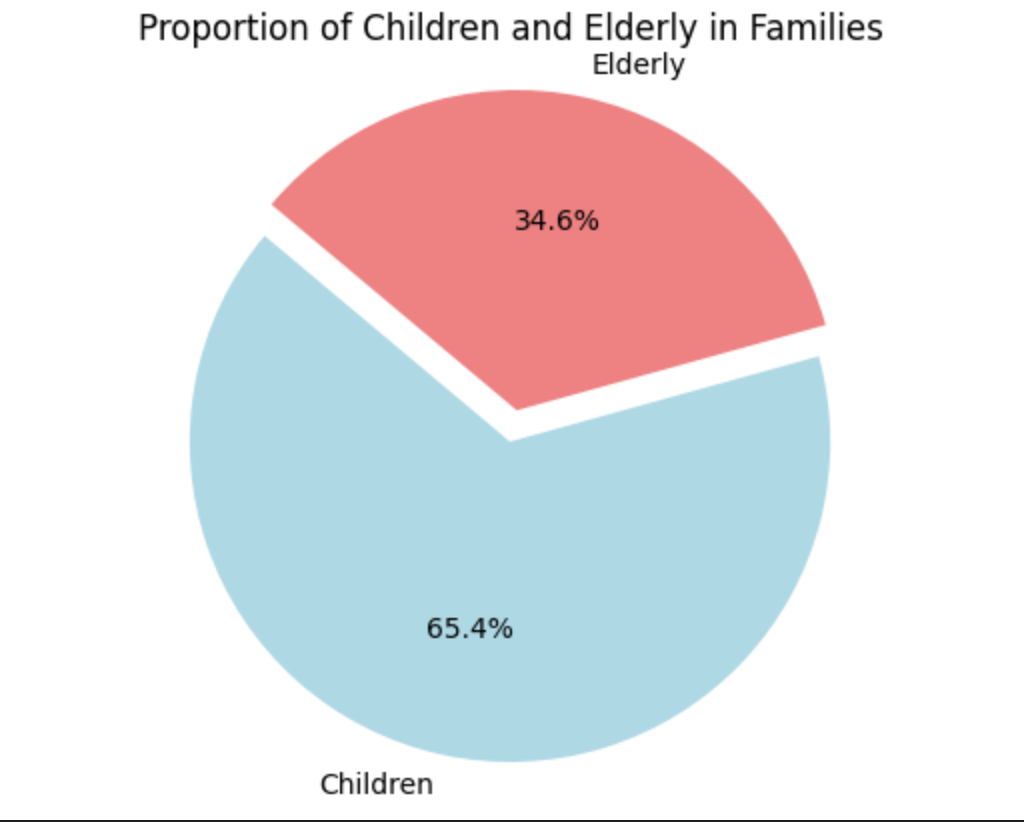 Proportion of Children and Elderly in Families
Elderly
34.6%
65.4%
Children